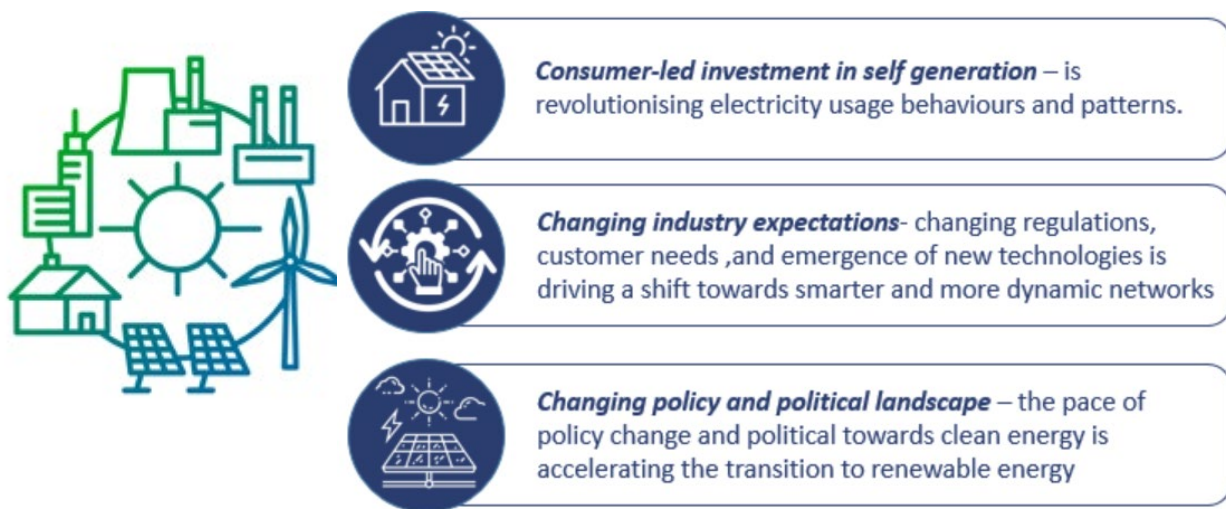 Consumer-led investment in self generation – is
revolutionising electricity usage behaviours and patterns.
Changing industry expectations- changing regulations,
customer needs ,and emergence of new technologies is
driving a shift towards smarter and more dynamic networks
Changing policy and political landscape – the pace of
policy change and political towards clean energy is
accelerating the transition to renewable energy